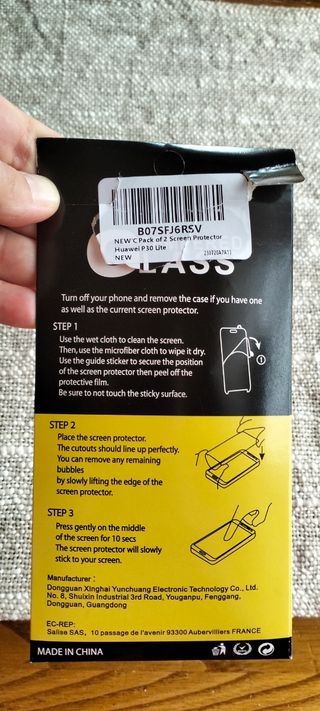 B07SFJ6RSV
NEW'C Pack of 2 Screen Protector
Huawei P30 Lite
NEW
GLASS
Turn off your phone and remove the case if you have one
as well as the current screen protector.
STEP 1
Use the wet cloth to clean the screen.
Then, use the microfiber cloth to wipe it dry.
Use the guide sticker to secure the position
of the screen protector then peel off the
protective film.
Be sure to not touch the sticky surface.
STEP 2
Place the screen protector.
The cutouts should line up perfectly.
You can remove any remaining
bubbles
by slowly lifting the edge of the
screen protector.
STEP 3
Press gently on the middle
of the screen for 10 secs
The screen protector will slowly
stick to your screen.
Manufacturer :
Dongguan Xinghai Yunchuang Electronic Technology Co., Ltd.
No. 8, Shuixin Industrial 3rd Road, Youganpu, Fenggang,
Dongguan, Guangdong
EC-REP:
Salise SAS, 10 passage de l'avenir 93300 Aubervilliers FRANCE
MADE IN CHINA